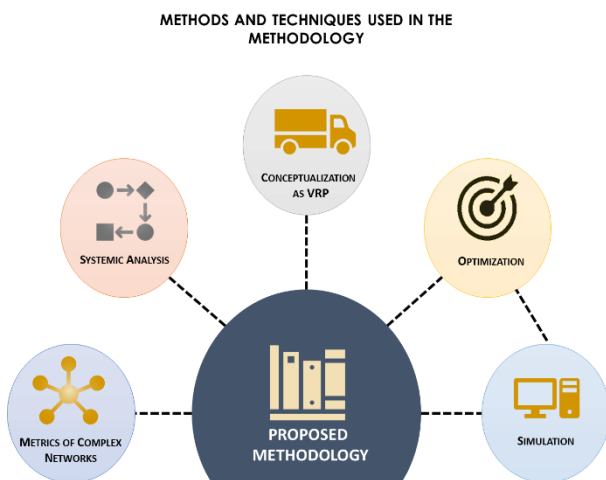 METHODS AND TECHNIQUES USED IN THE
METHODOLOGY
CONCEPTUALIZATION
AS VRP
SYSTEMIC ANALYSIS
OPTIMIZATION
METRICS OF COMPLEX
NETWORKS
PROPOSED
METHODOLOGY
SIMULATION